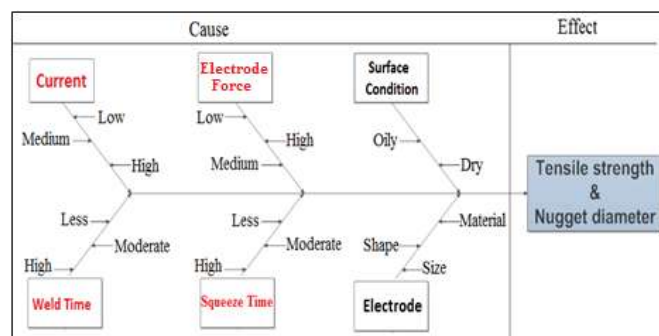 Cause
Effect
Current
Electrode
Force
Surface
Condition
Low
Medium
High
Low
High
Medium
Oily
Dry
Tensile strength
&
Nugget diameter
Less
Moderate
High
Less
Moderate
High
Material
Shape
Size
Weld Time
Squeeze Time
Electrode